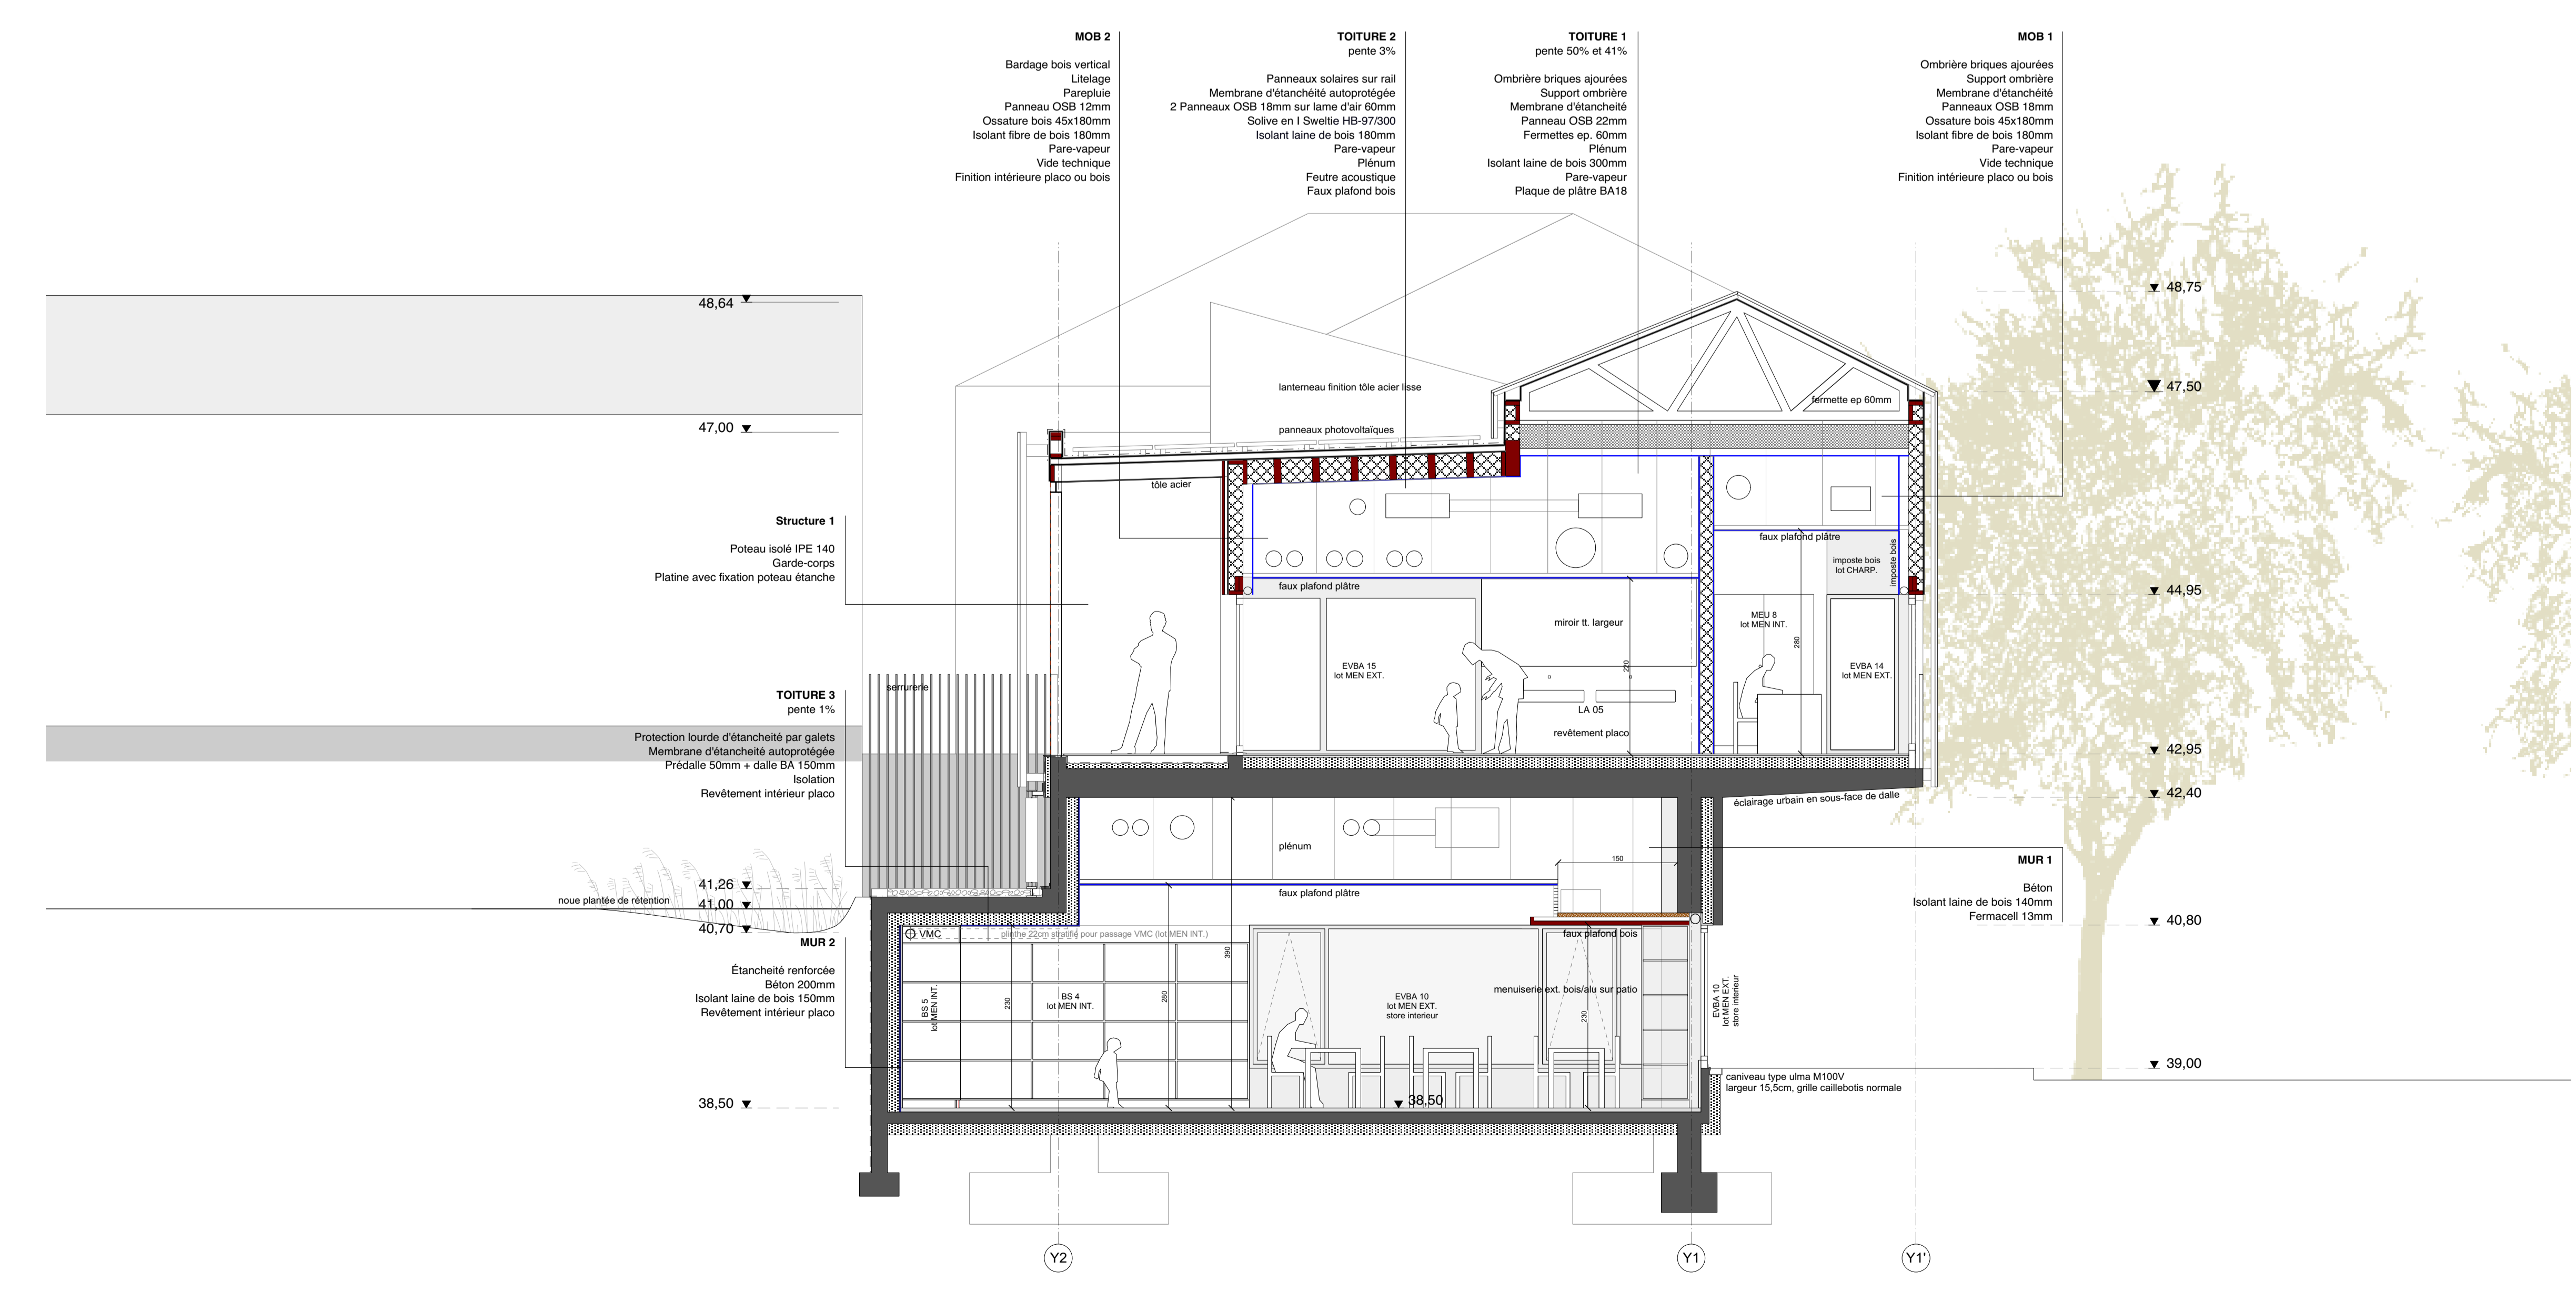 MOB 2
Bardage bois vertical
Litelage
Parepluie
Panneau OSB 12mm
Ossature bois 45x180mm
Isolant fibre de bois 180mm
Pare-vapeur
Vide technique
Finition intérieure placo ou bois
TOITURE 2
pente 3%
Panneaux solaires sur rail
Membrane d'étanchéité autoprotégée
2 Panneaux OSB 18mm sur lame d'air 60mm
Solive en I Sweltie HB-97/300
Isolant laine de bois 180mm
Pare-vapeur
Plénum
Feutre acoustique
Faux plafond bois
TOITURE 1
pente 50% et 41%
Ombrière briques ajourées
Support ombrière
Membrane d'étancheité
Panneau OSB 22mm
Fermettes ep. 60mm
Plénum
Isolant laine de bois 300mm
Pare-vapeur
Plaque de plâtre BA18
MOB 1
Ombrière briques ajourées
Support ombrière
Membrane d'étanchéité
Panneaux OSB 18mm
Ossature bois 45x180mm
Isolant fibre de bois 180mm
Pare-vapeur
Vide technique
Finition intérieure placo ou bois
48,64
47,00
48,75
47,50
lanterneau finition tôle acier lisse
fermette ep 60mm
panneaux photovoltaïques
tôle acier
Structure 1
Poteau isolé IPE 140
Garde-corps
Platine avec fixation poteau étanche
faux plafond plâtre
imposte bois
lot CHARP.
imposte bois
faux plafond plâtre
44,95
miroir tt. largeur
MEU 8
lot MEN INT.
280
220
EVBA 15
lot MEN EXT.
EVBA 14
lot MEN EXT.
LA 05
revêtement placo
serrurerie
TOITURE 3
pente 1%
Protection lourde d'étancheité par galets
Membrane d'étancheité autoprotégée
Prédalle 50mm + dalle BA 150mm
Isolation
Revêtement intérieur placo
42,95
42,40
éclairage urbain en sous-face de dalle
plénum
150
faux plafond plâtre
MUR 1
Béton
Isolant laine de bois 140mm
Fermacell 13mm
41,26
noue plantée de rétention
41,00
40,70
40,80
VMC
plinthe 22cm stratifié pour passage VMC (lot MEN INT.)
faux plafond bois
390
MUR 2
Étancheité renforcée
Béton 200mm
Isolant laine de bois 150mm
Revêtement intérieur placo
BS 5
lot MEN INT.
230
BS 4
lot MEN INT.
280
EVBA 10
lot MEN EXT.
store interieur
menuiserie ext. bois/alu sur patio
230
EVBA 10
lot MEN EXT.
store interieur
39,00
caniveau type ulma M100V
largeur 15,5cm, grille caillebotis normale
38,50
38,50
Y2
Y1
Y1'